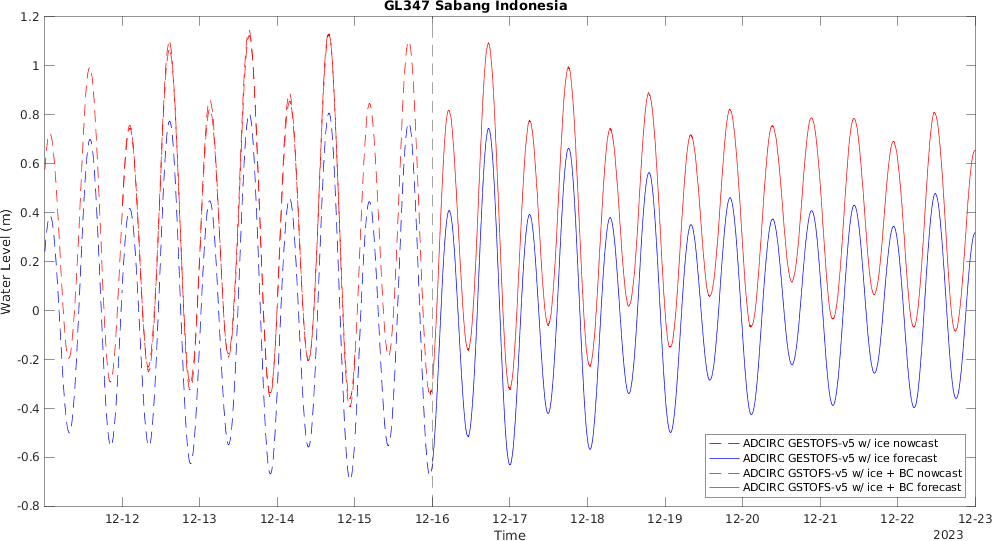 GL347 Sabang Indonesia
1.2
1
0.8
0.6
0.4
0.2
0
-0.2
-0.4
-0.6
-0.8
Water Level (m)
ADCIRC GESTOFS-v5 w/ ice nowcast
ADCIRC GESTOFS-v5 w/ ice forecast
ADCIRC GSTOFS-v5 w/ ice + BC nowcast
ADCIRC GSTOFS-v5 w/ ice + BC forecast
12-12 12-13 12-14 12-15 12-16 12-17 12-18 12-19 12-20 12-21 12-22 12-23
Time
2023